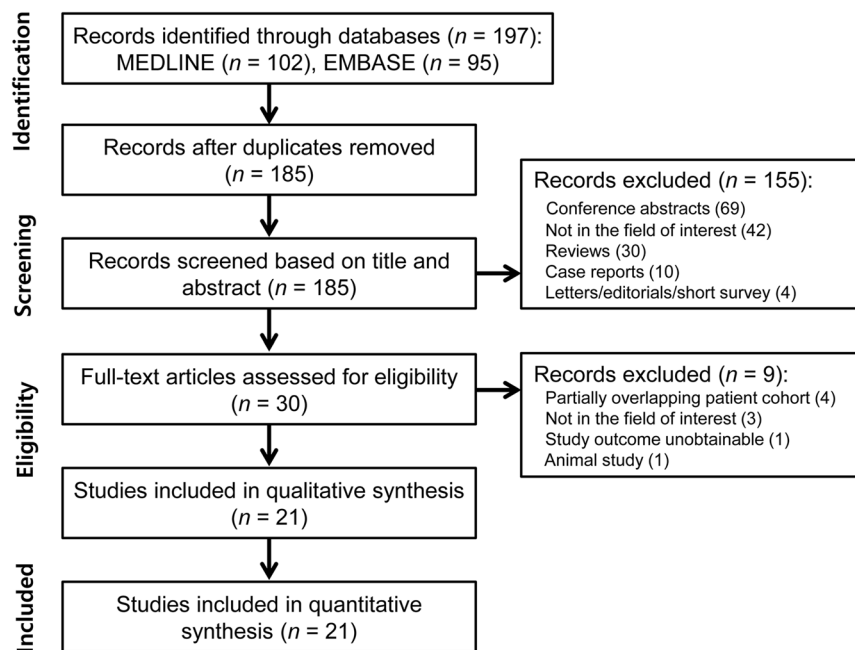 Identification
Records identified through databases (n = 197):
MEDLINE (n = 102), EMBASE (n = 95)
Records after duplicates removed
(n = 185)
Screening
Records screened based on title and
abstract (n = 185)
Records excluded (n = 155):
Conference abstracts (69)
Not in the field of interest (42)
Reviews (30)
Case reports (10)
Letters/editorials/short survey (4)
Eligibility
Full-text articles assessed for eligibility
(n = 30)
Records excluded (n = 9):
Partially overlapping patient cohort (4)
Not in the field of interest (3)
Study outcome unobtainable (1)
Animal study (1)
Studies included in qualitative synthesis
(n = 21)
Included
Studies included in quantitative
synthesis (n = 21)